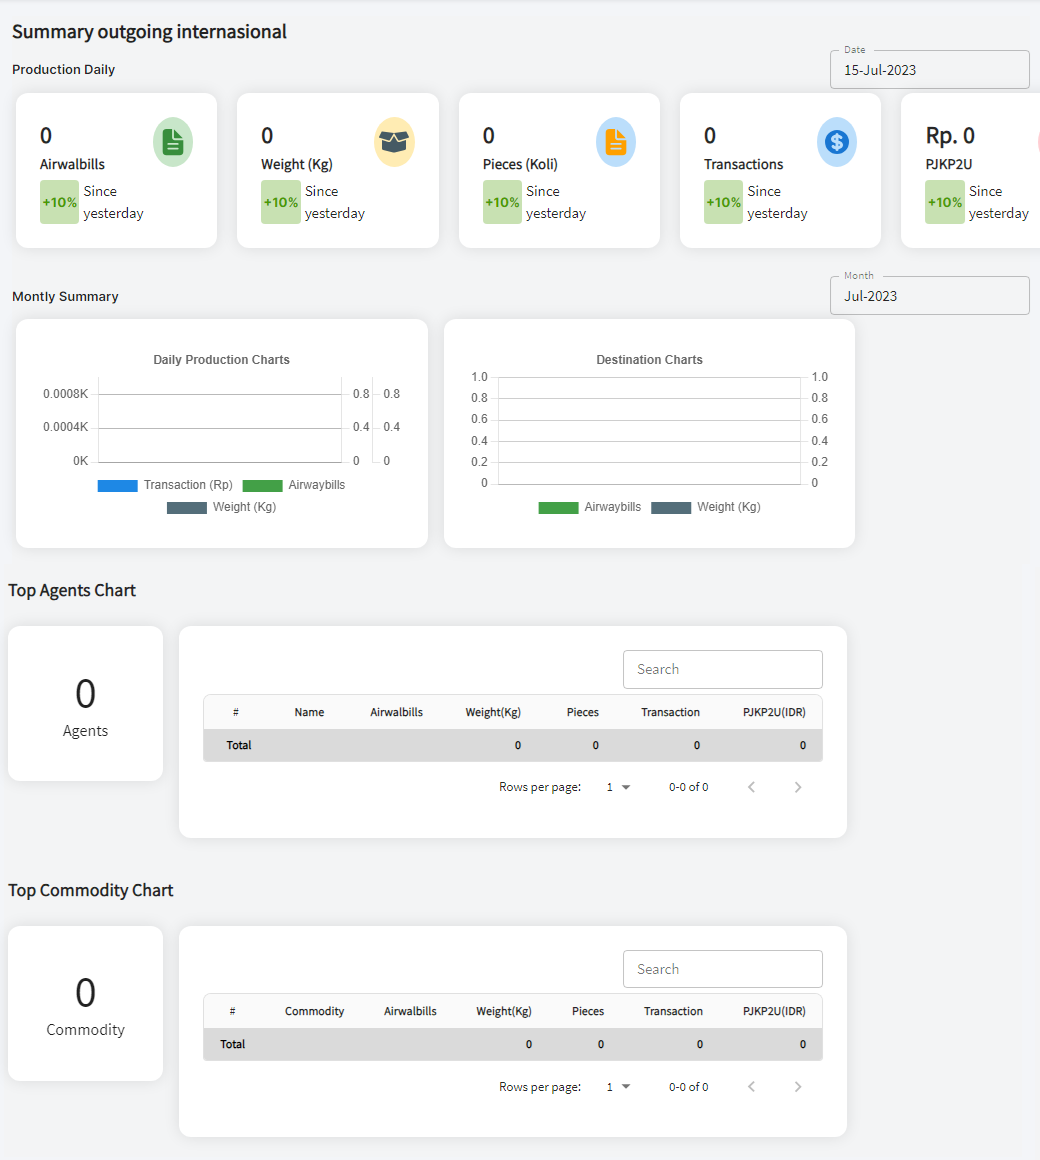 Summary outgoing internasional
Production Daily
Date
15-Jul-2023
0
Airwalbills
+10% Since
yesterday
0
Weight (Kg)
+10% Since
yesterday
0
Pieces (Koli)
+10% Since
yesterday
0
Transactions
+10% Since
yesterday
Rp. 0
PJKP2U
+10% Since
yesterday
Montly Summary
Month
Jul-2023
Daily Production Charts
0.0008K 0.8 0.8
0.0004K 0.4 0.4
0K 0 0
Transaction (Rp) Airwaybills
Weight (Kg)
Destination Charts
1.0 1.0
0.8 0.8
0.6 0.6
0.4 0.4
0.2 0.2
0 0
Airwaybills Weight (Kg)
Top Agents Chart
0
Agents
Search
# Name Airwalbills Weight(Kg) Pieces Transaction PJKP2U(IDR)
Total 0 0 0 0
Rows per page: 1 0-0 of 0
Top Commodity Chart
0
Commodity
Search
# Commodity Airwalbills Weight(Kg) Pieces Transaction PJKP2U(IDR)
Total 0 0 0 0
Rows per page: 1 0-0 of 0